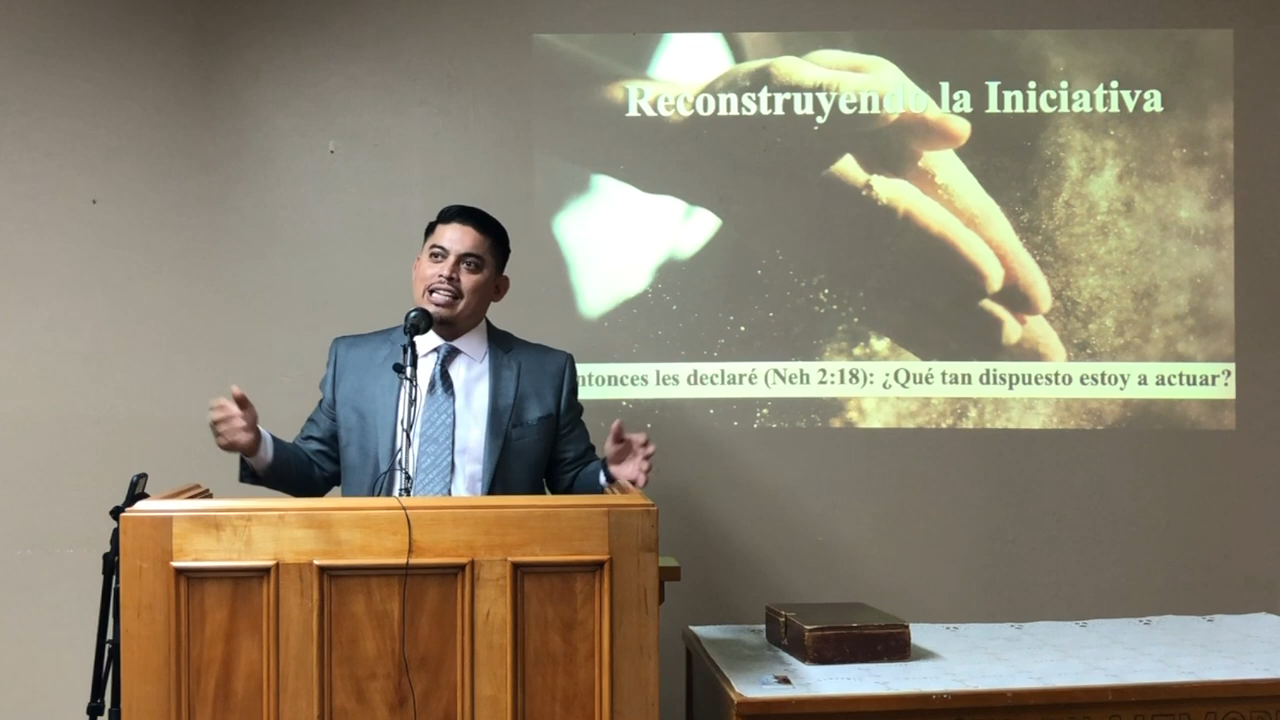 Reconstruyendo la Iniciativa
ntonces les declaré (Neh 2:18): ¿Qué tan dispuesto estoy a actuar?